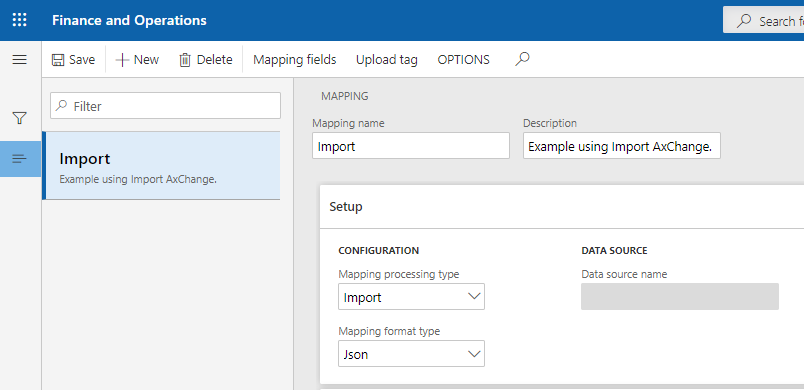 Finance and Operations
Search fo
Save New Delete Mapping fields Upload tag OPTIONS
Filter
Import
Example using Import AxChange.
MAPPING
Mapping name Description
Import Example using Import AxChange.
Setup
CONFIGURATION DATA SOURCE
Mapping processing type Data source name
Import
Mapping format type
Json